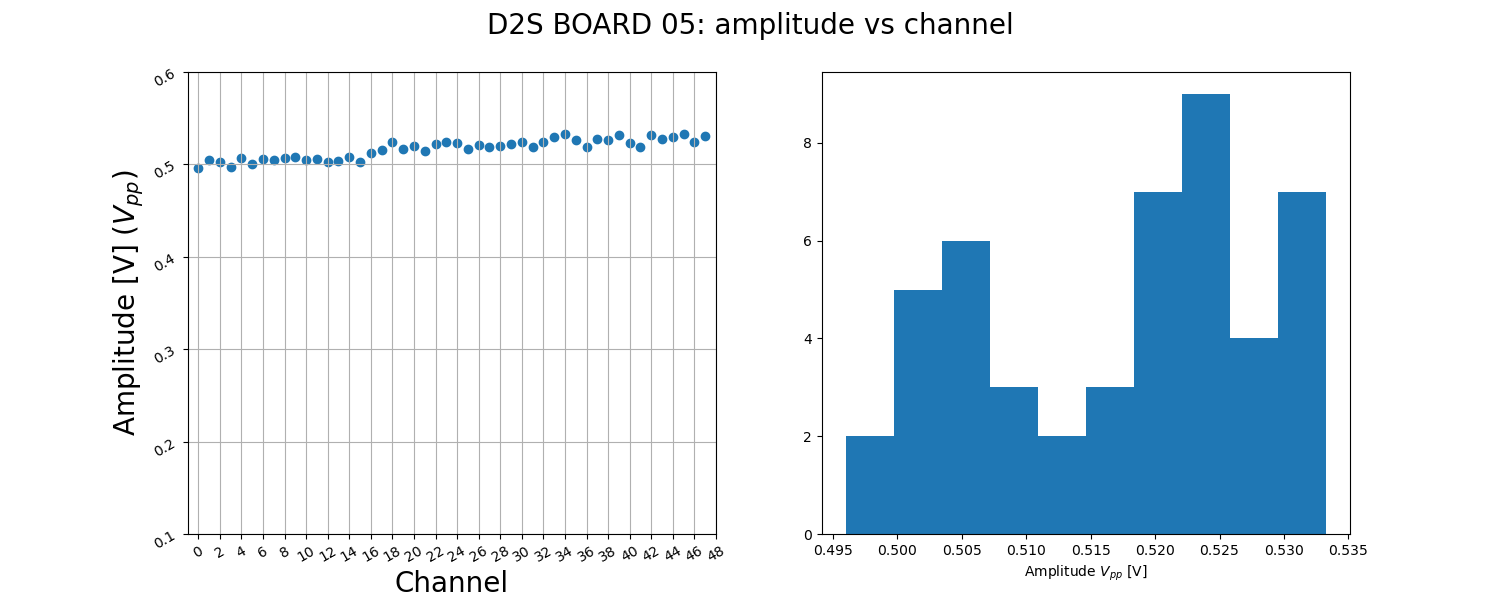 D2S BOARD 05: amplitude vs channel
Amplitude [V] (V_pp)
0.6
0.5
0.4
0.3
0.2
0.1
0 2 4 6 8 10 12 14 16 18 20 22 24 26 28 30 32 34 36 38 40 42 44 46 48
Channel
8
6
4
2
0
0.495 0.500 0.505 0.510 0.515 0.520 0.525 0.530 0.535
Amplitude V_pp [V]